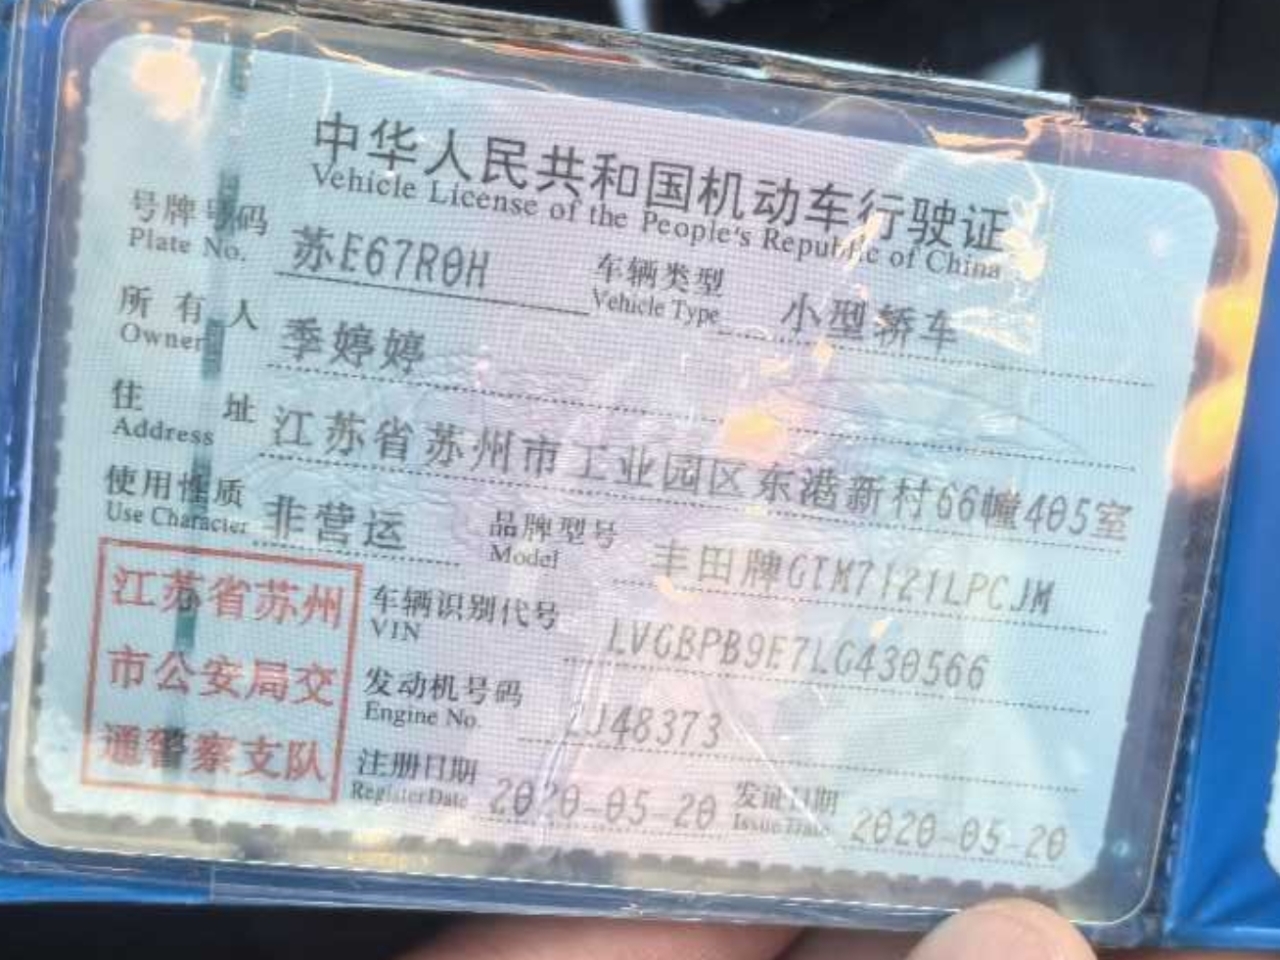 中华人民共和国机动车行驶证
Vehicle License of the People's Republic of China
号牌号码 苏E67R0H 车辆类型 小型轿车
Plate No. Vehicle Type
所有人 季婷婷
Owner
住址 江苏省苏州市工业园区东港新村66幢405室
Address
使用性质 非营运 品牌型号 丰田牌GTM7121LPCJM
Use Character Model
江苏省苏州
市公安局交
通警察支队
车辆识别代号 LVGBPB9E7LG430566
VIN
发动机号码 J48373
Engine No.
注册日期 2020-05-20 发证日期 2020-05-20
Register Date Issue Date